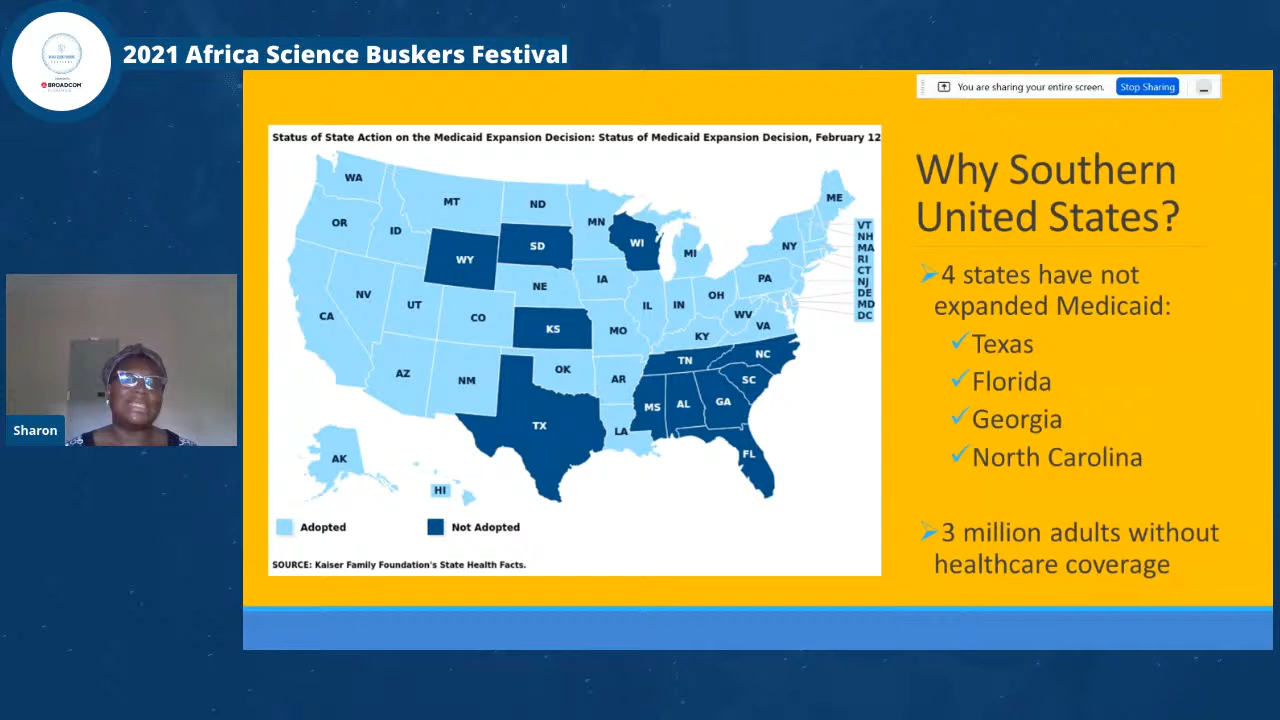 2021 Africa Science Buskers Festival
BROADCOM
You are sharing your entire screen. Stop Sharing
Status of State Action on the Medicaid Expansion Decision: Status of Medicaid Expansion Decision, February 12
WA
MT
ND
MN
ME
OR
ID
SD
WI
MI
NY
VT
NH
MA
RI
CT
NJ
DE
MD
DC
WY
NE
IA
PA
NV
UT
CO
IL
IN
OH
WV
VA
CA
KS
MO
KY
AZ
NM
OK
AR
TN
NC
SC
MS
AL
GA
TX
LA
FL
AK
HI
Adopted
Not Adopted
SOURCE: Kaiser Family Foundation's State Health Facts.
Why Southern
United States?
4 states have not
expanded Medicaid:
Texas
Florida
Georgia
North Carolina
3 million adults without
healthcare coverage
Sharon